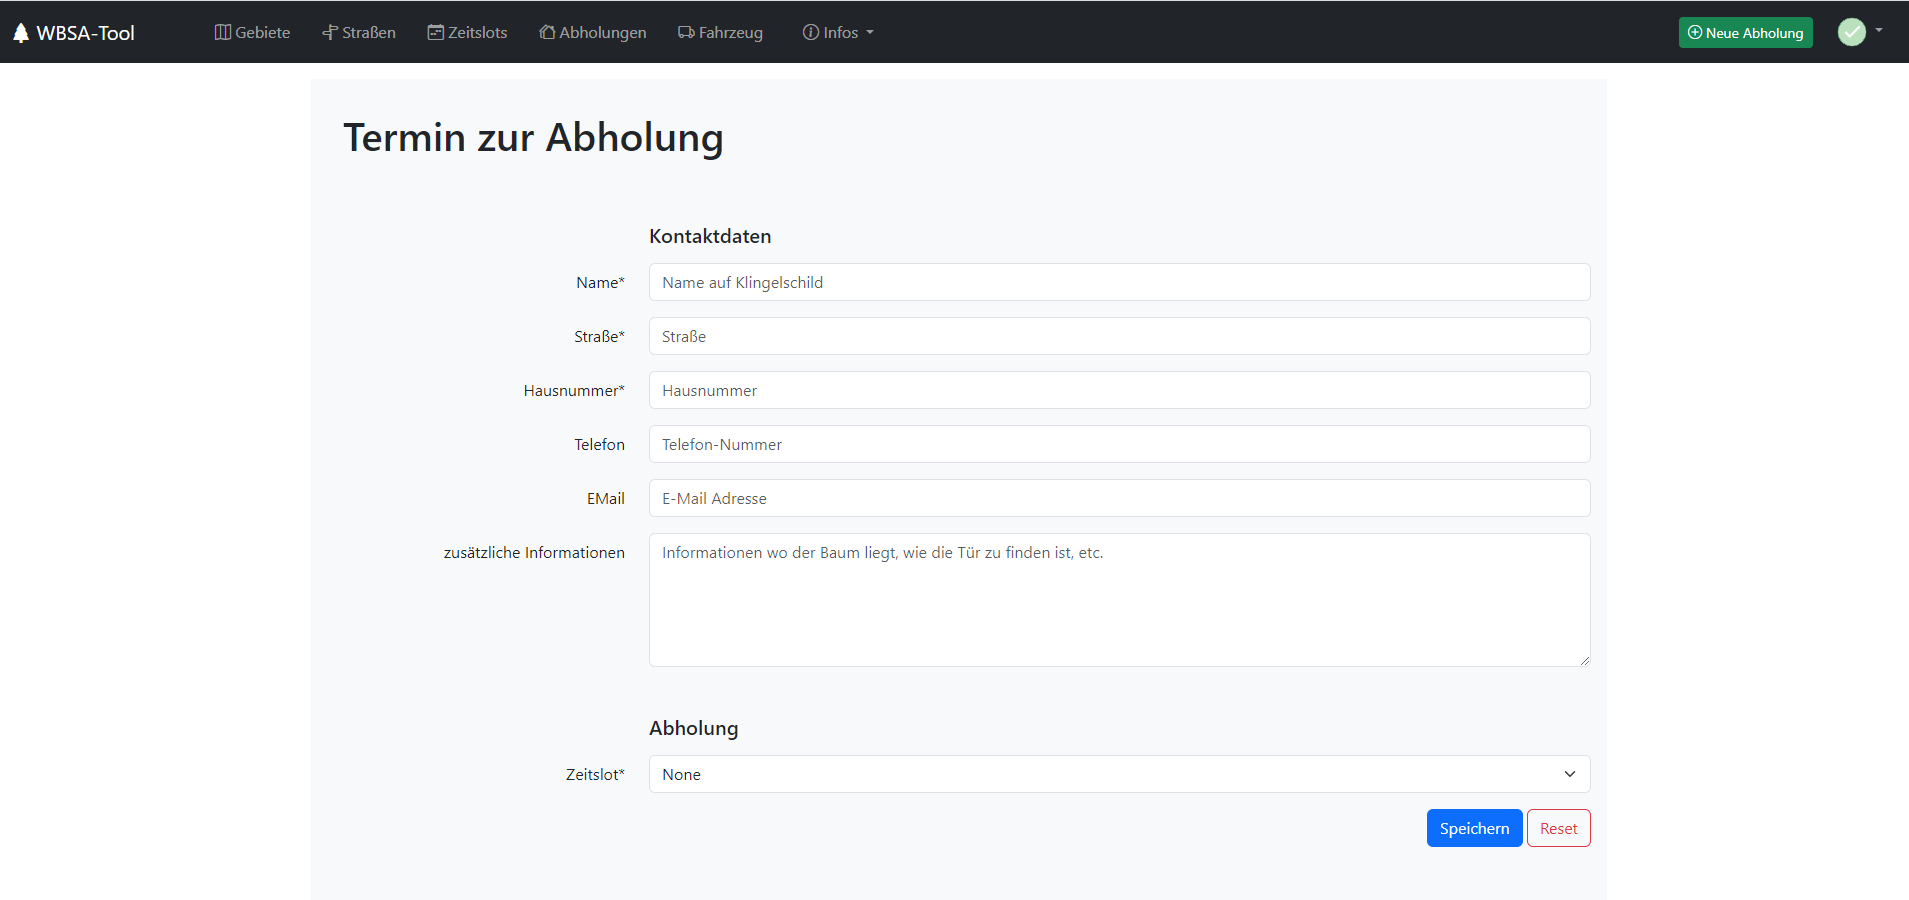 WBSA-Tool Gebiete Straßen Zeitslots Abholungen Fahrzeug Infos Neue Abholung
Termin zur Abholung
Kontaktdaten
Name* Name auf Klingelschild
Straße* Straße
Hausnummer* Hausnummer
Telefon Telefon-Nummer
EMail E-Mail Adresse
zusätzliche Informationen Informationen wo der Baum liegt, wie die Tür zu finden ist, etc.
Abholung
Zeitslot* None
Speichern Reset